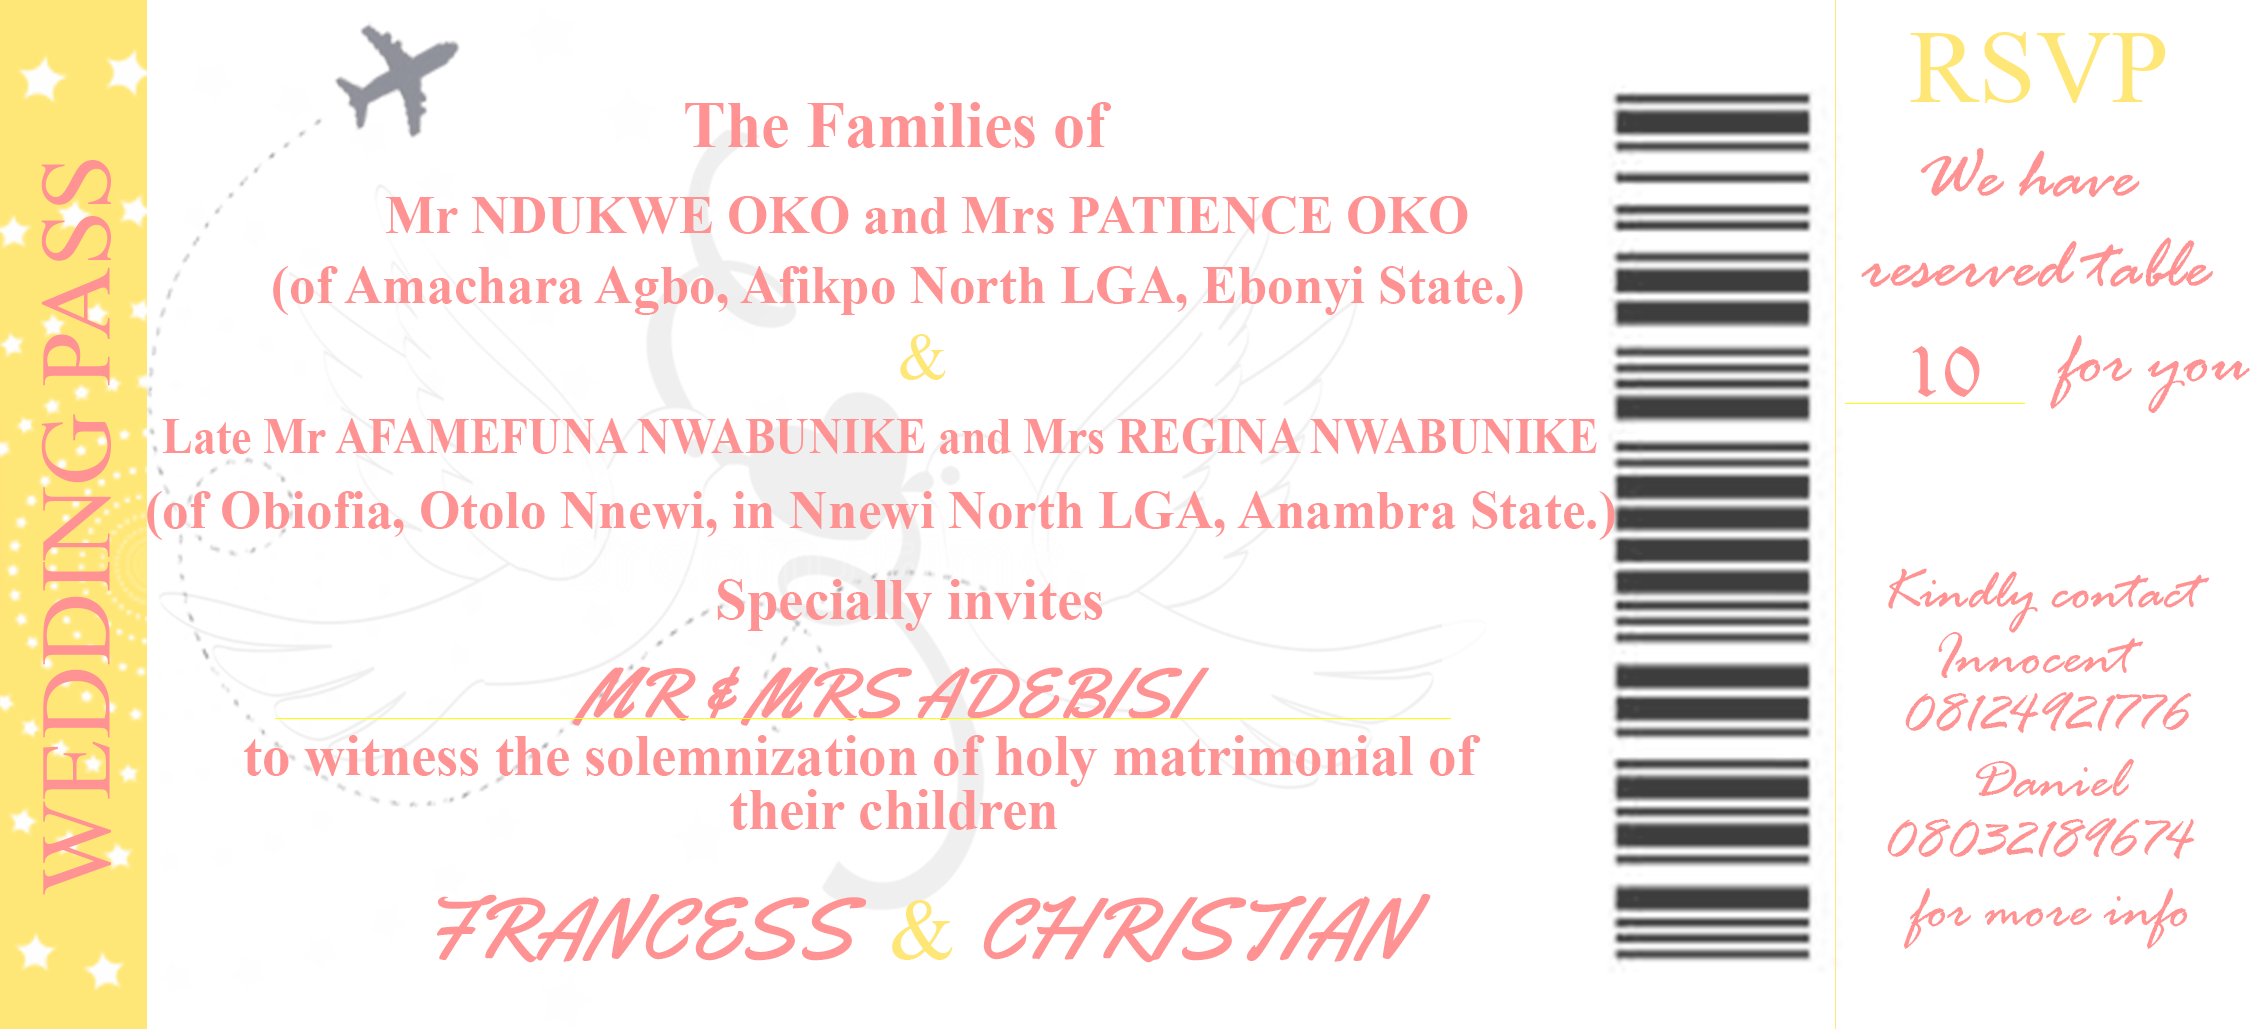 WEDDING PASS
The Families of
Mr NDUKWE OKO and Mrs PATIENCE OKO
(of Amachara Agbo, Afikpo North LGA, Ebonyi State.)
&
Late Mr AFAMEFUNA NWABUNIKE and Mrs REGINA NWABUNIKE
(of Obiofia, Otolo Nnewi, in Nnewi North LGA, Anambra State.)
Specially invites
MR & MRS ADEBISI
to witness the solemnization of holy matrimonial of
their children
FRANCESS & CHRISTIAN
RSVP
We have
reserved table
10 for you
Kindly contact
Innocent
08124921776
Daniel
08032189674
for more info